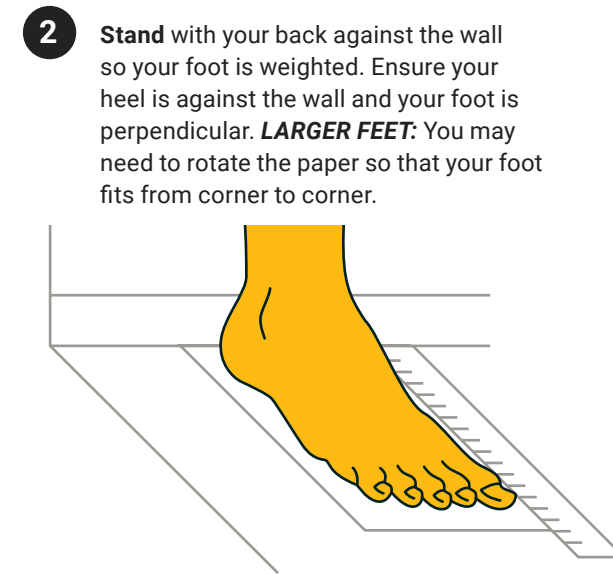 2
Stand with your back against the wall
so your foot is weighted. Ensure your
heel is against the wall and your foot is
perpendicular. LARGER FEET: You may
need to rotate the paper so that your foot
fits from corner to corner.